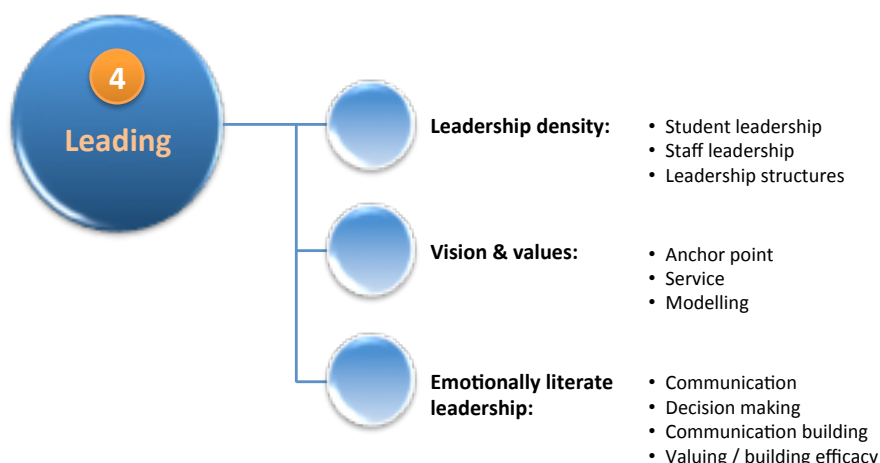 4
Leading
Leadership density:
• Student leadership
• Staff leadership
• Leadership structures
Vision & values:
• Anchor point
• Service
• Modelling
Emotionally literate
leadership:
• Communication
• Decision making
• Communication building
• Valuing / building efficacy